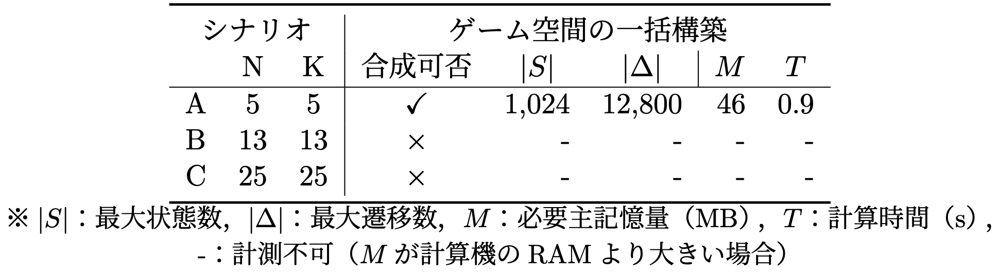 シナリオ ゲーム空間の一括構築
N K 合成可否 |S| |Δ| M T
A 5 5 ✓ 1,024 12,800 46 0.9
B 13 13 × - - - -
C 25 25 × - - - -
※ |S|：最大状態数，|Δ|：最大遷移数，M：必要主記憶量（MB），T：計算時間（s），
-：計測不可（M が計算機の RAM より大きい場合）